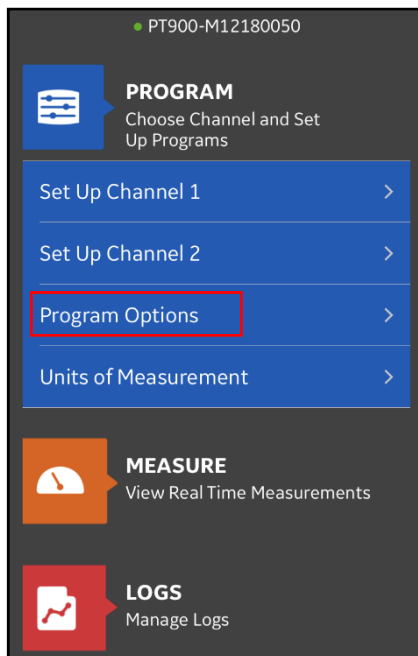 PT900-M12180050
PROGRAM
Choose Channel and Set
Up Programs
Set Up Channel 1
Set Up Channel 2
Program Options
Units of Measurement
MEASURE
View Real Time Measurements
LOGS
Manage Logs